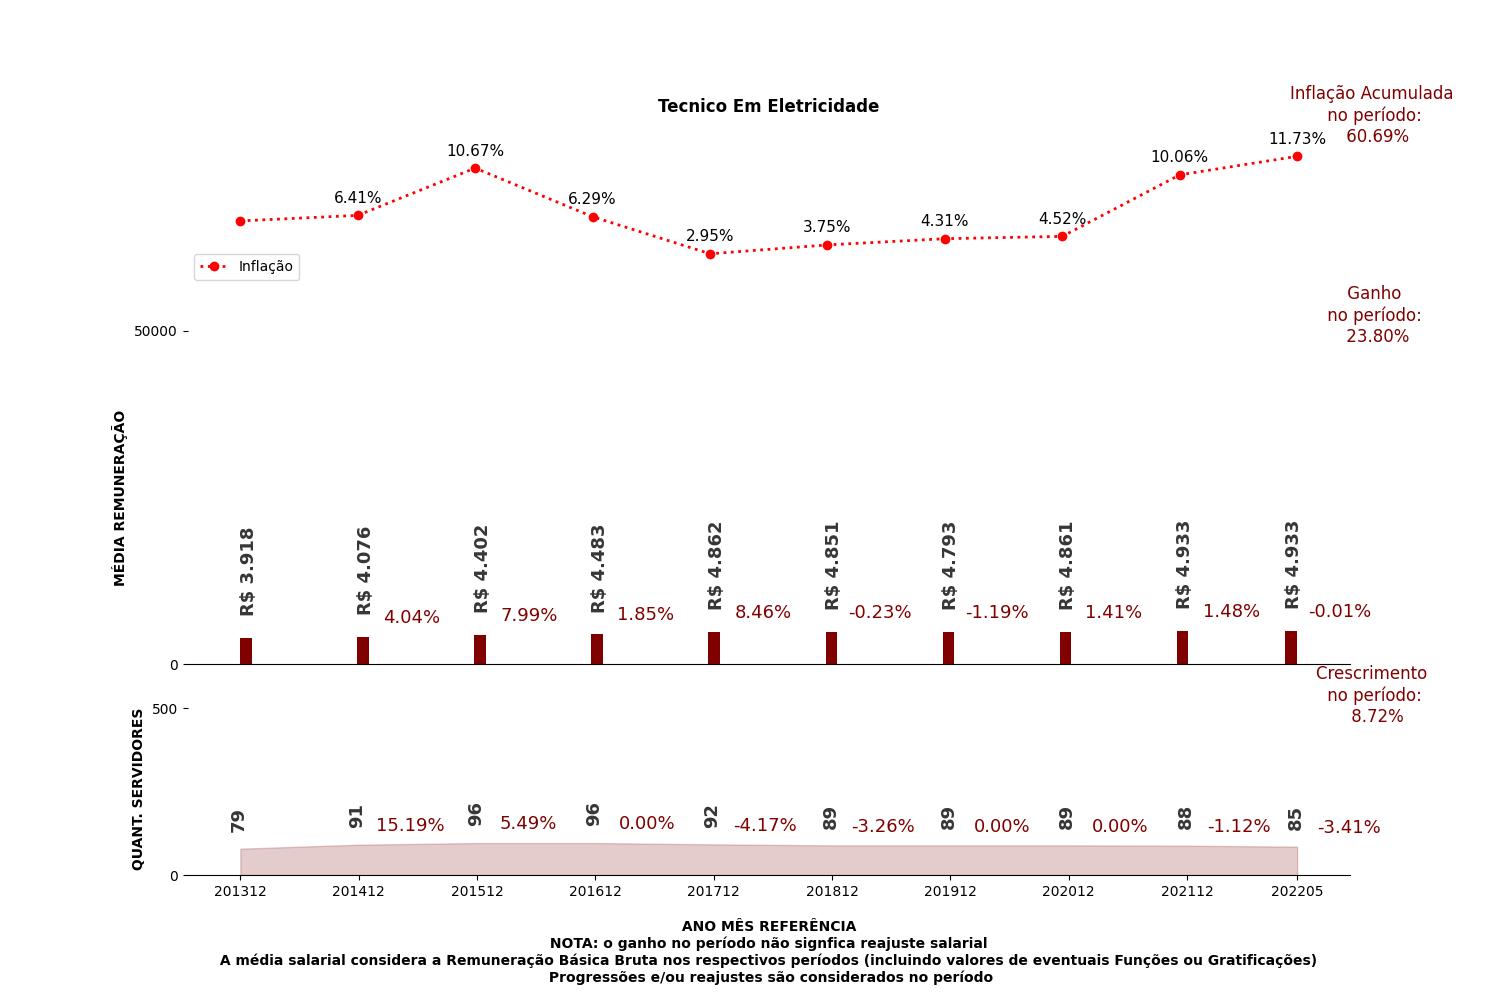 Tecnico Em Eletricidade
Inflação Acumulada
no período:
60.69%
6.41%
10.67%
6.29%
2.95%
3.75%
4.31%
4.52%
10.06%
11.73%
Inflação
Ganho
no período:
23.80%
50000
0
MÉDIA REMUNERAÇÃO
R$ 3.918
R$ 4.076
R$ 4.402
R$ 4.483
R$ 4.862
R$ 4.851
R$ 4.793
R$ 4.861
R$ 4.933
R$ 4.933
4.04%
7.99%
1.85%
8.46%
-0.23%
-1.19%
1.41%
1.48%
-0.01%
Crescrimento
no período:
8.72%
500
0
QUANT. SERVIDORES
79
91
96
96
92
89
89
89
88
85
15.19%
5.49%
0.00%
-4.17%
-3.26%
0.00%
0.00%
-1.12%
-3.41%
201312
201412
201512
201612
201712
201812
201912
202012
202112
202205
ANO MÊS REFERÊNCIA
NOTA: o ganho no período não signfica reajuste salarial
A média salarial considera a Remuneração Básica Bruta nos respectivos períodos (incluindo valores de eventuais Funções ou Gratificações)
Progressões e/ou reajustes são considerados no período